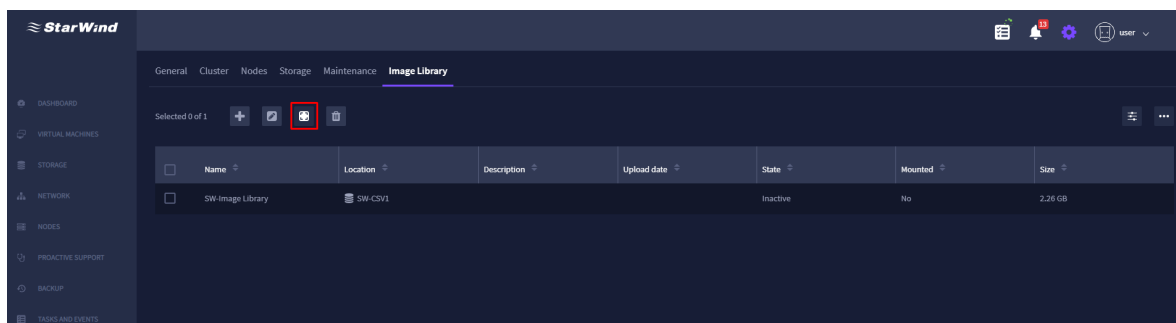 StarWind
13
user
General Cluster Nodes Storage Maintenance Image Library
DASHBOARD
Selected 0 of 1
VIRTUAL MACHINES
STORAGE
Name Location Description Upload date State Mounted Size
NETWORK
SW-Image Library SW-CSV1 Inactive No 2.26 GB
NODES
PROACTIVE SUPPORT
BACKUP
TASKS AND EVENTS